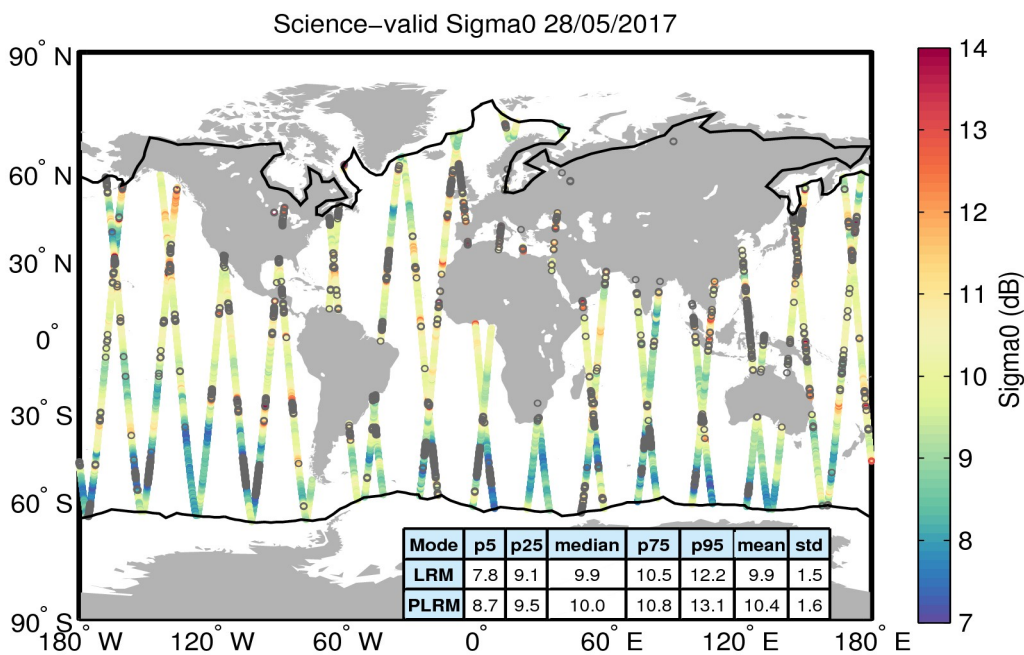 Science−valid Sigma0 28/05/2017
90° N
60° N
30° N
0°
30° S
60° S
90° S
180° W 120° W 60° W 0° 60° E 120° E 180° E
Mode p5 p25 median p75 p95 mean std
LRM 7.8 9.1 9.9 10.5 12.2 9.9 1.5
PLRM 8.7 9.5 10.0 10.8 13.1 10.4 1.6
14
13
12
11
10
9
8
7
Sigma0 (dB)